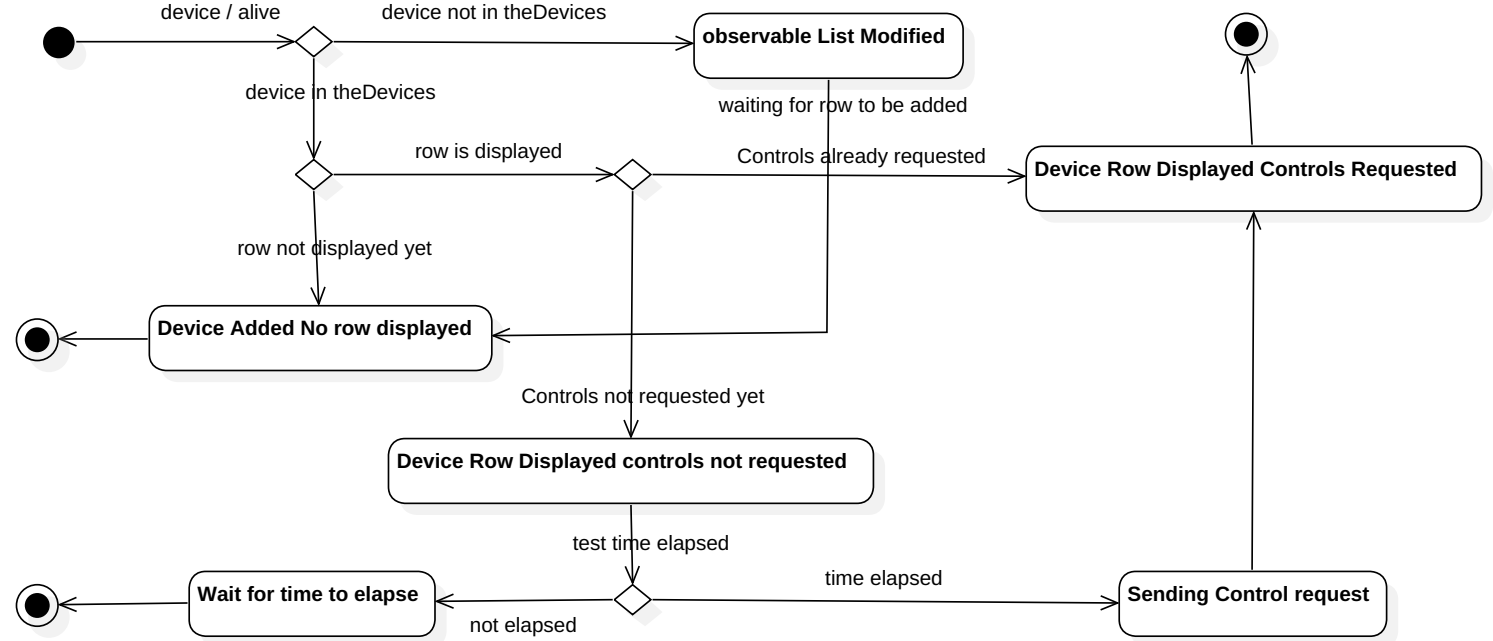 device / alive
device not in theDevices
observable List Modified
device in theDevices
waiting for row to be added
row is displayed
Controls already requested
Device Row Displayed Controls Requested
row not displayed yet
Device Added No row displayed
Controls not requested yet
Device Row Displayed controls not requested
test time elapsed
time elapsed
Wait for time to elapse
Sending Control request
not elapsed